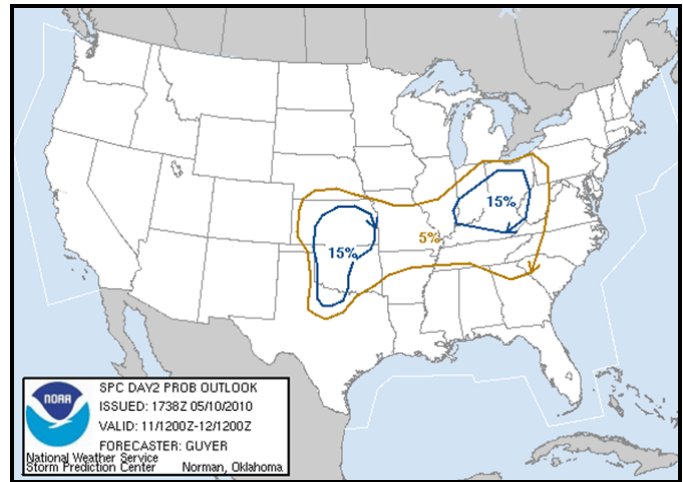 15%
5%
15%
NOAA
SPC DAY2 PROB OUTLOOK
ISSUED: 1738Z 05/10/2010
VALID: 11/1200Z-12/1200Z
FORECASTER: GUYER
National Weather Service
Storm Prediction Center Norman, Oklahoma